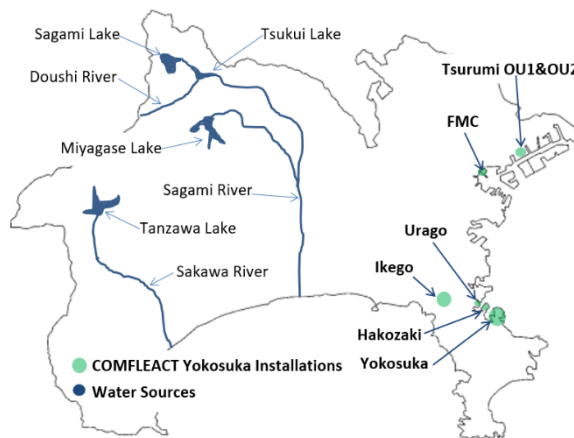 Sagami Lake
Tsukui Lake
Doushi River
Tsurumi OU1&OU2
FMC
Miyagase Lake
Sagami River
Tanzawa Lake
Urago
Ikego
Sakawa River
Hakozaki
Yokosuka
COMFLEACT Yokosuka Installations
Water Sources